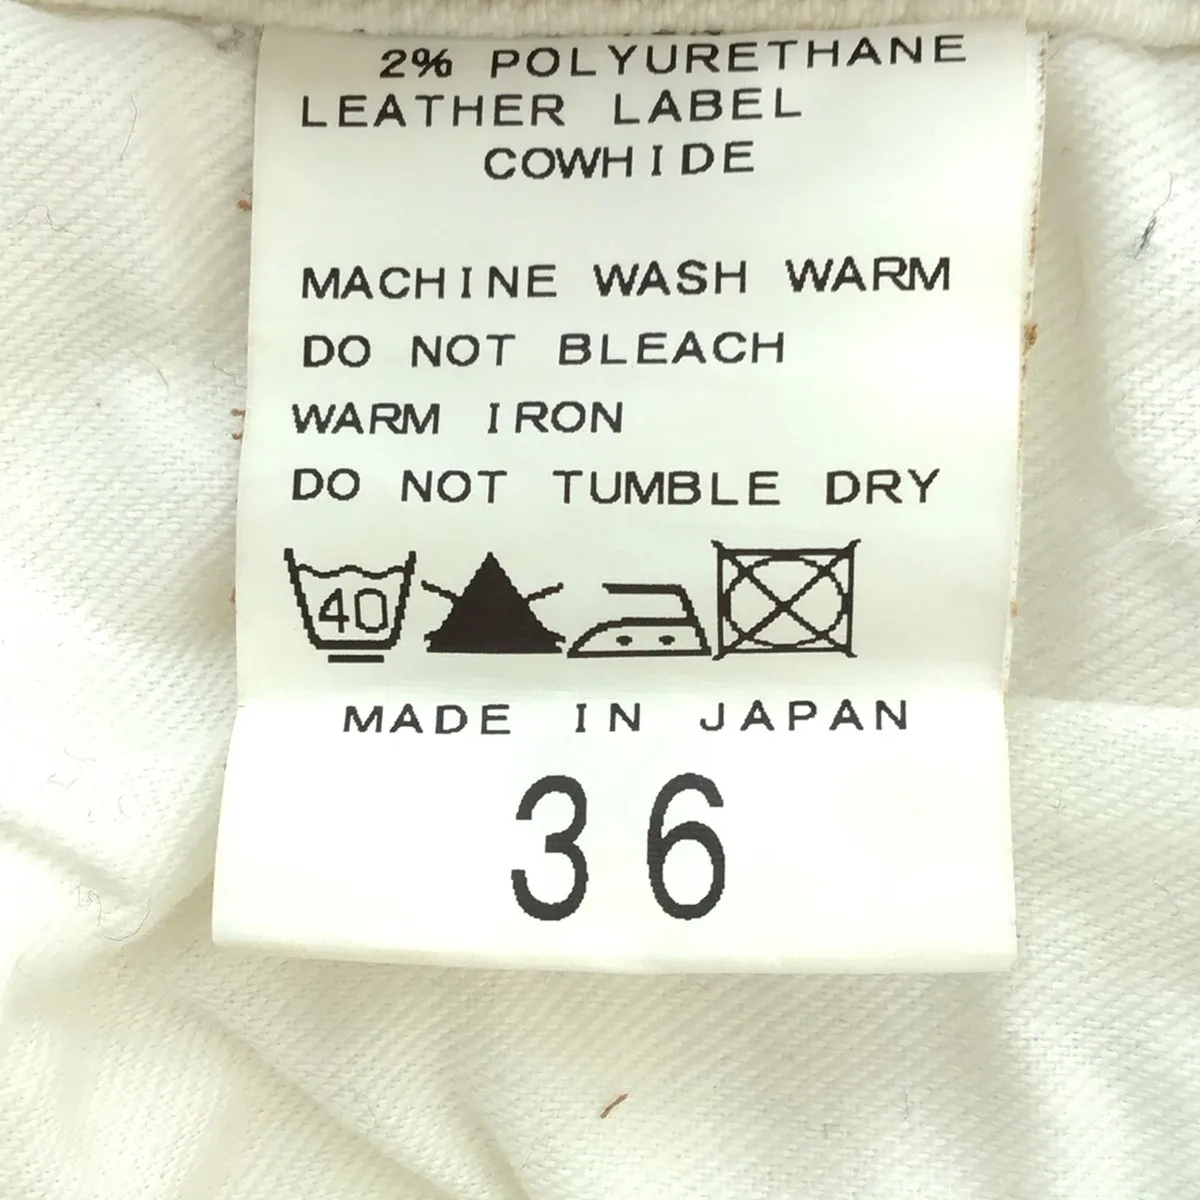 2% POLYURETHANE
LEATHER LABEL
COWHIDE
MACHINE WASH WARM
DO NOT BLEACH
WARM IRON
DO NOT TUMBLE DRY
40
MADE IN JAPAN
36